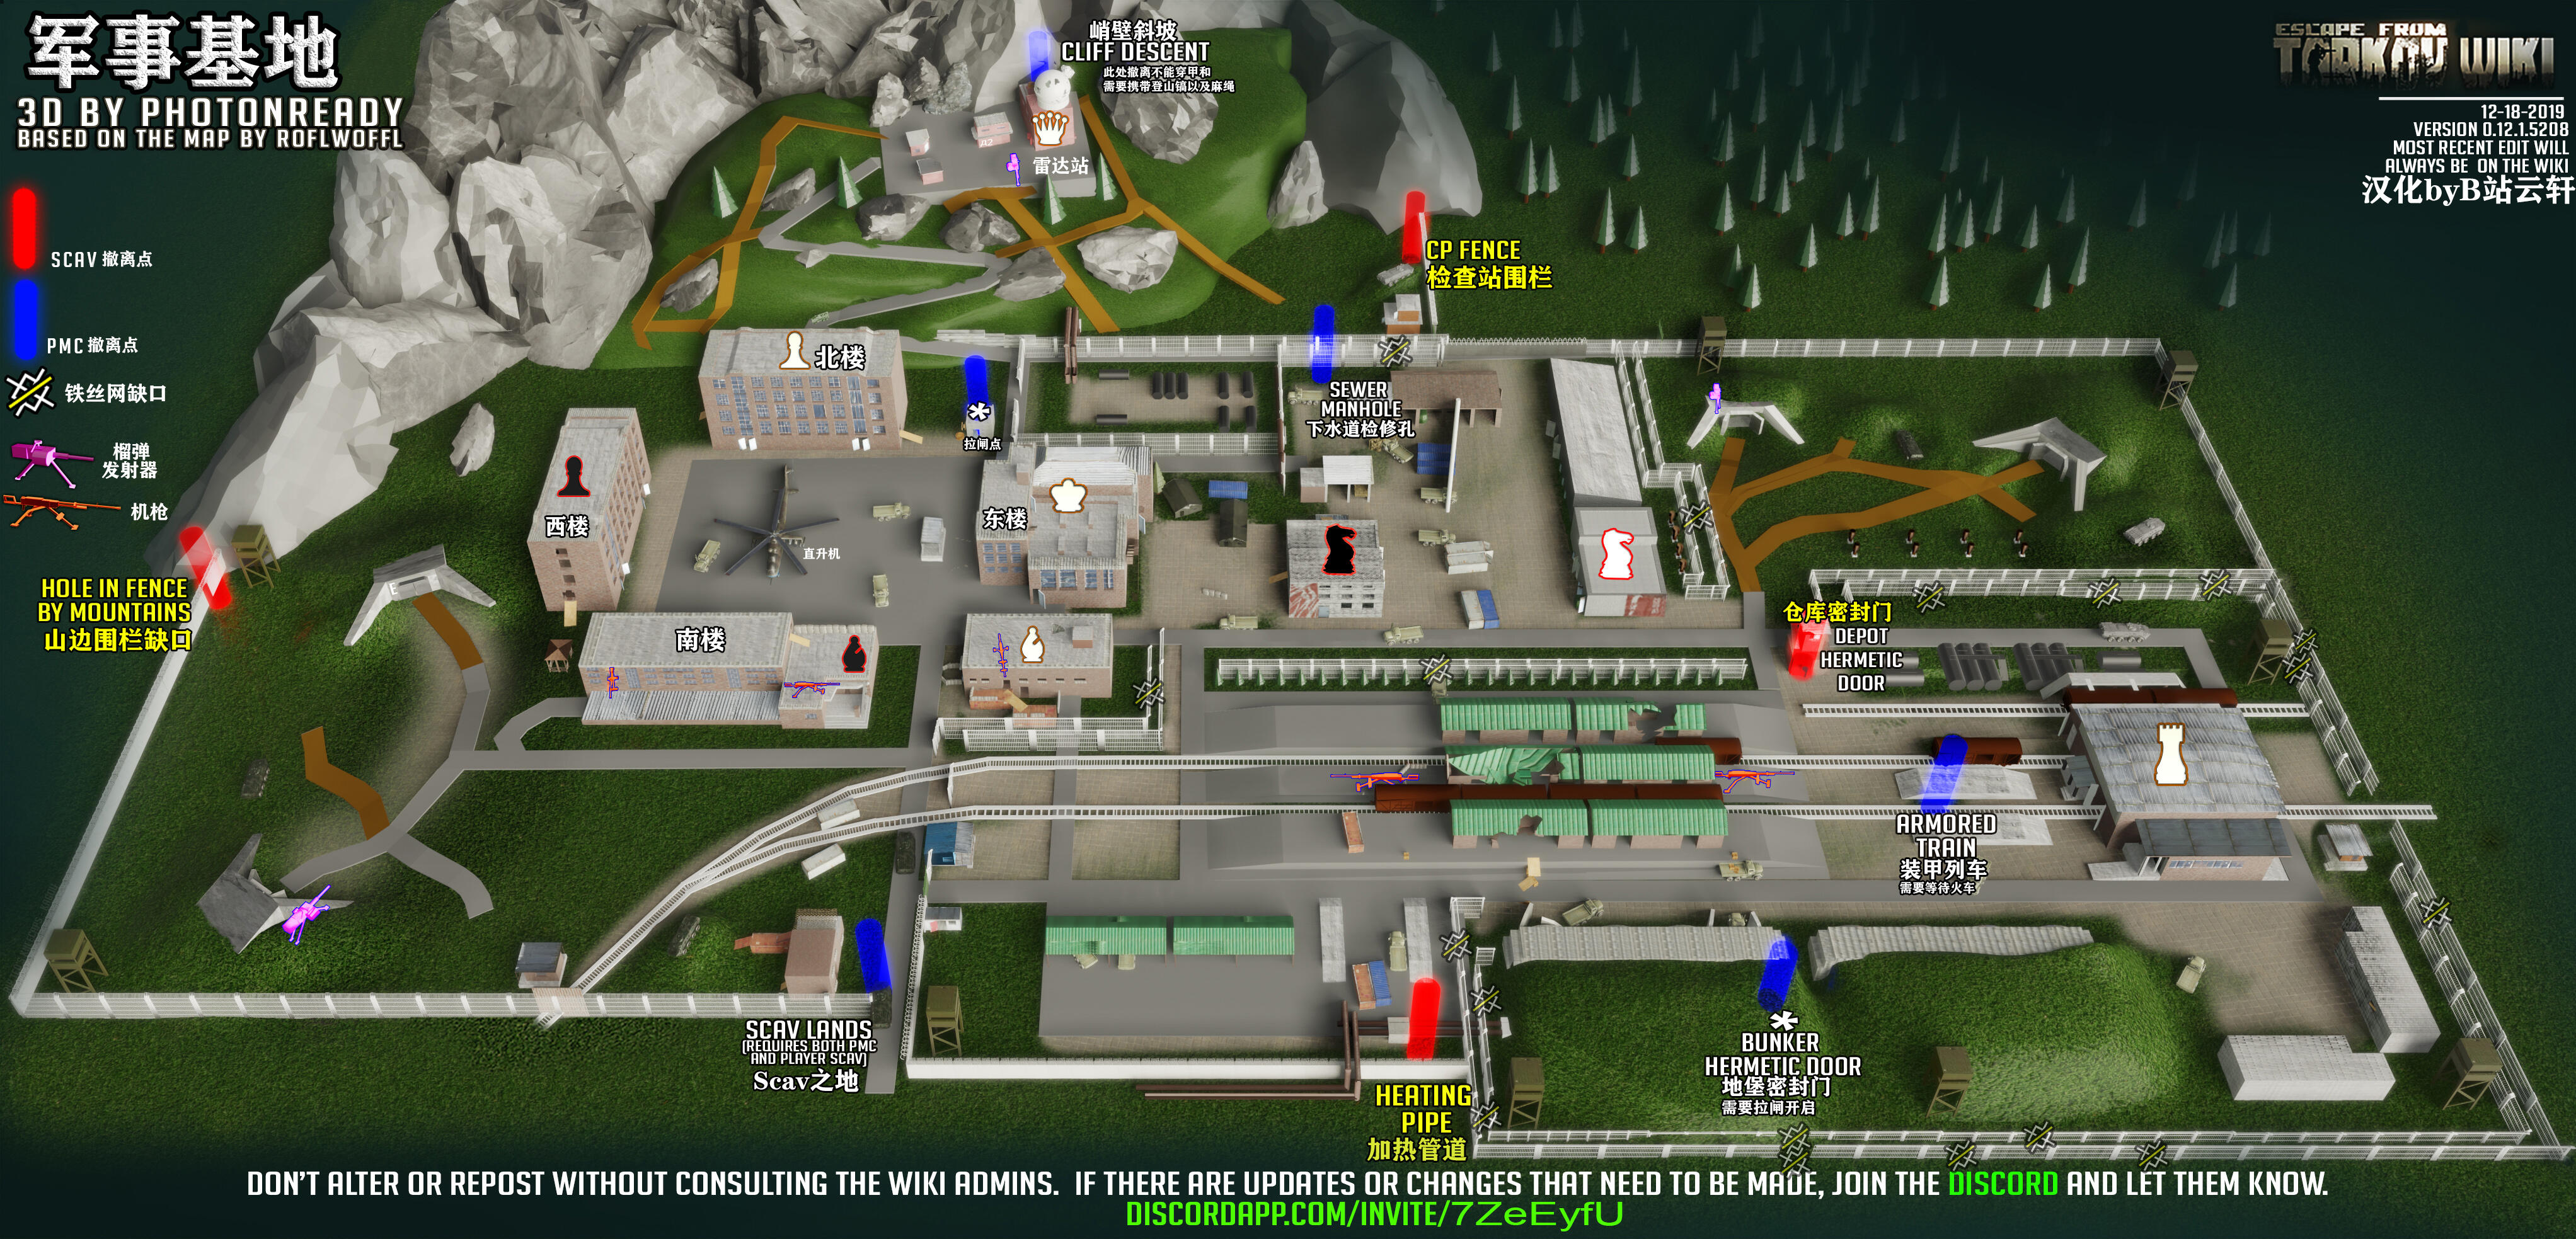 军事基地
3D BY PHOTONREADY
BASED ON THE MAP BY ROFLWOFFL
SCAV 撤离点
PMC 撤离点
铁丝网缺口
榴弹
发射器
机枪
ESCAPE FROM
TARKOV WIKI
12-18-2019
VERSION 0.12.1.5208
MOST RECENT EDIT WILL
ALWAYS BE ON THE WIKI
汉化byB站云轩
峭壁斜坡
CLIFF DESCENT
此处撤离不能穿甲和
需要携带登山镐以及麻绳
雷达站
CP FENCE
检查站围栏
北楼
拉闸点
SEWER
MANHOLE
下水道检修孔
西楼
东楼
直升机
HOLE IN FENCE
BY MOUNTAINS
山边围栏缺口
南楼
仓库密封门
DEPOT
HERMETIC
DOOR
ARMORED
TRAIN
装甲列车
需要等待火车
SCAV LANDS
(REQUIRES BOTH PMC
AND PLAYER SCAV)
Scav之地
BUNKER
HERMETIC DOOR
地堡密封门
需要拉闸开启
HEATING
PIPE
加热管道
DON'T ALTER OR REPOST WITHOUT CONSULTING THE WIKI ADMINS. IF THERE ARE UPDATES OR CHANGES THAT NEED TO BE MADE, JOIN THE DISCORD AND LET THEM KNOW.
DISCORDAPP.COM/INVITE/7ZeEyfU